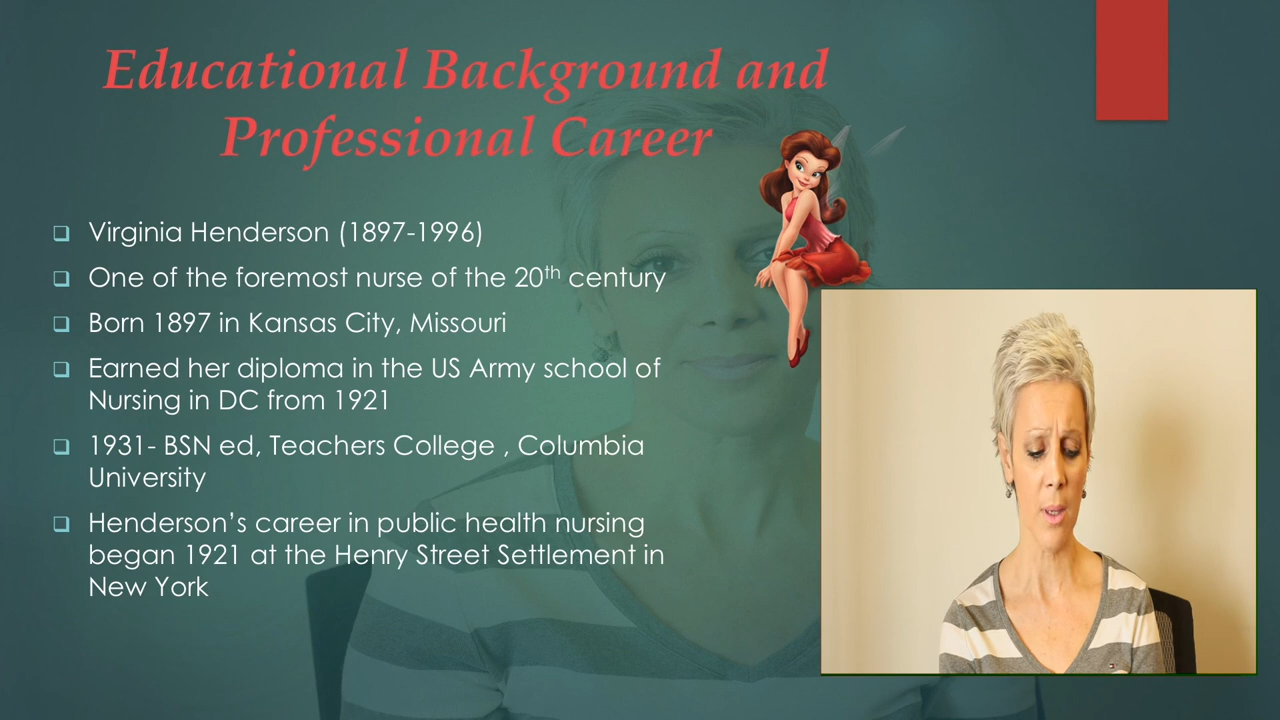 Educational Background and
Professional Career
Virginia Henderson (1897-1996)
One of the foremost nurse of the 20th century
Born 1897 in Kansas City, Missouri
Earned her diploma in the US Army school of
Nursing in DC from 1921
1931- BSN ed, Teachers College , Columbia
University
Henderson’s career in public health nursing
began 1921 at the Henry Street Settlement in
New York